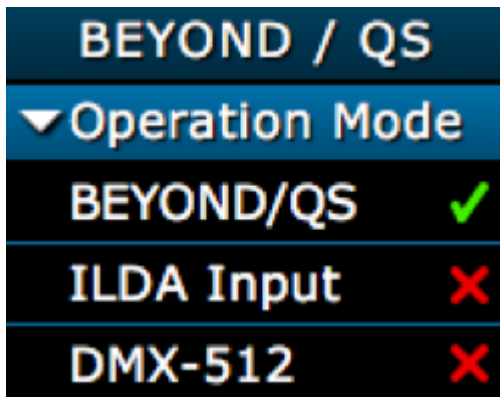 BEYOND / QS
Operation Mode
BEYOND/QS
ILDA Input
DMX-512